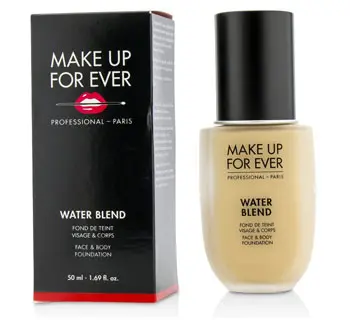 MAKE UP
FOR EVER
PROFESSIONAL – PARIS
WATER BLEND
FOND DE TEINT
VISAGE & CORPS
FACE & BODY
FOUNDATION
50 ml - 1.69 fl. oz.
MAKE UP
FOR EVER
PROFESSIONAL – PARIS
WATER
BLEND
FOND DE TEINT
VISAGE & CORPS
FACE & BODY
FOUNDATION